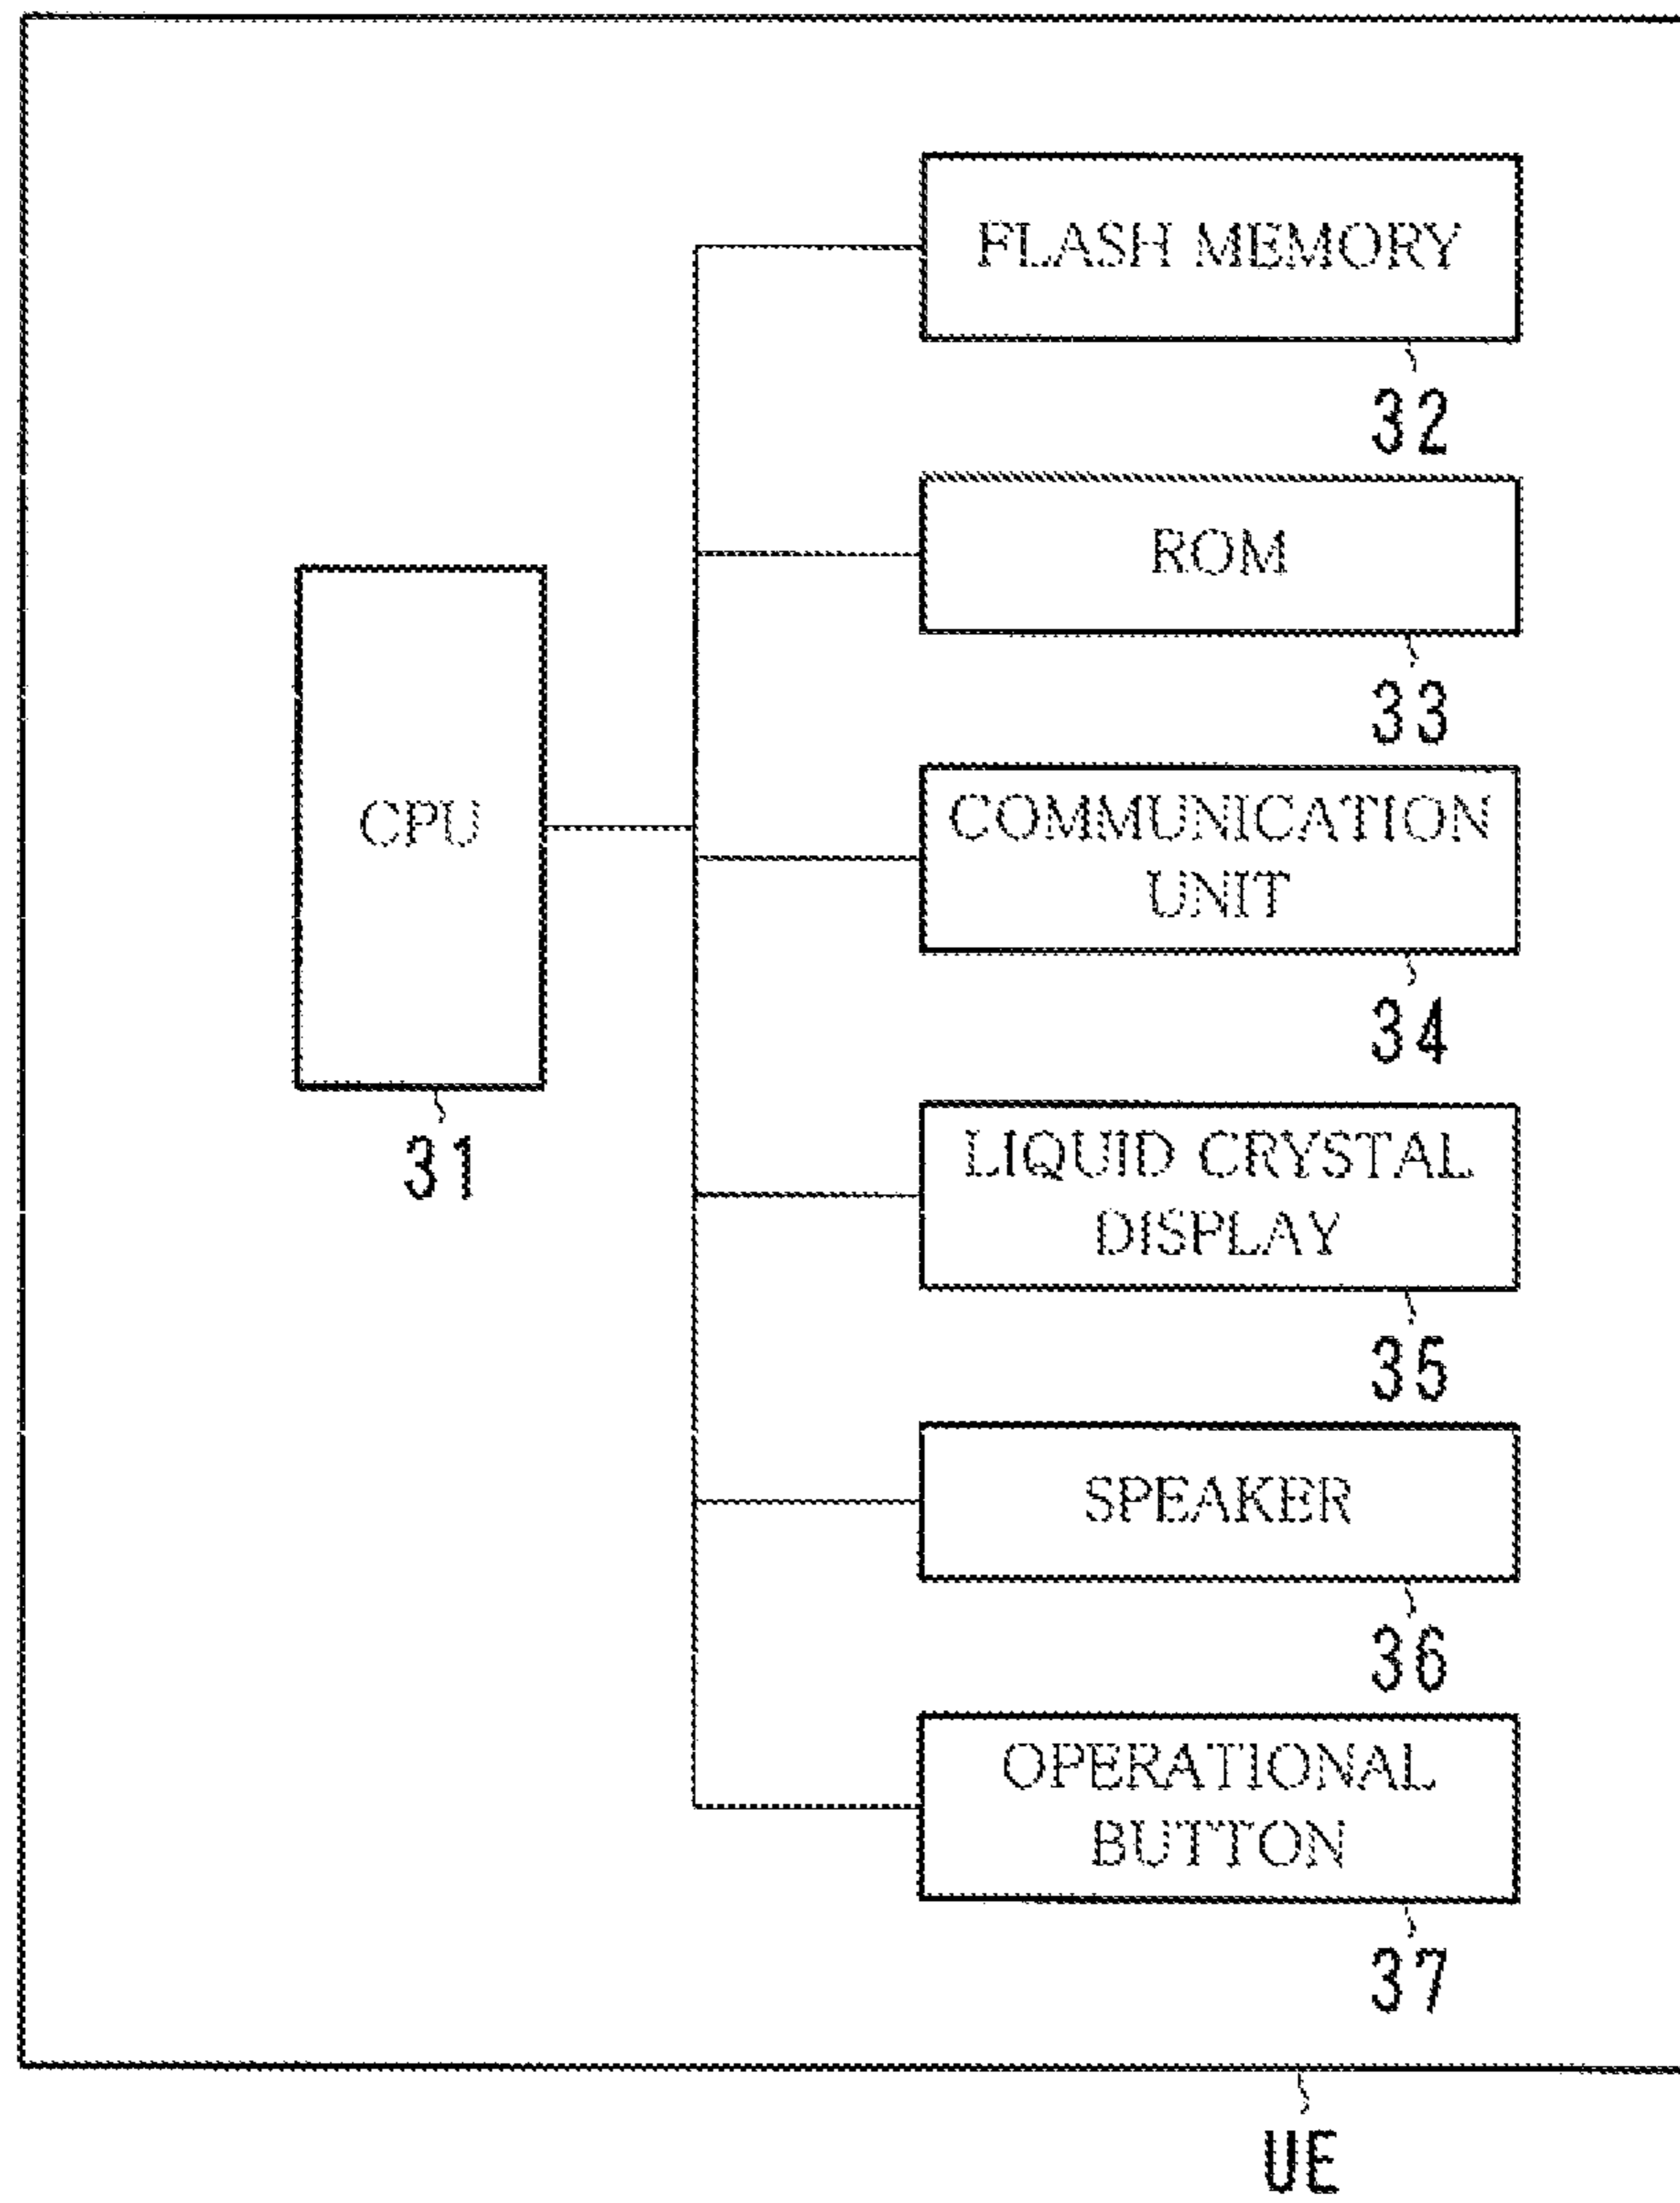 FLASH MEMORY
32
ROM
33
CPU
31
COMMUNICATION
UNIT
34
LIQUID CRYSTAL
DISPLAY
35
SPEAKER
36
OPERATIONAL
BUTTON
37
UE